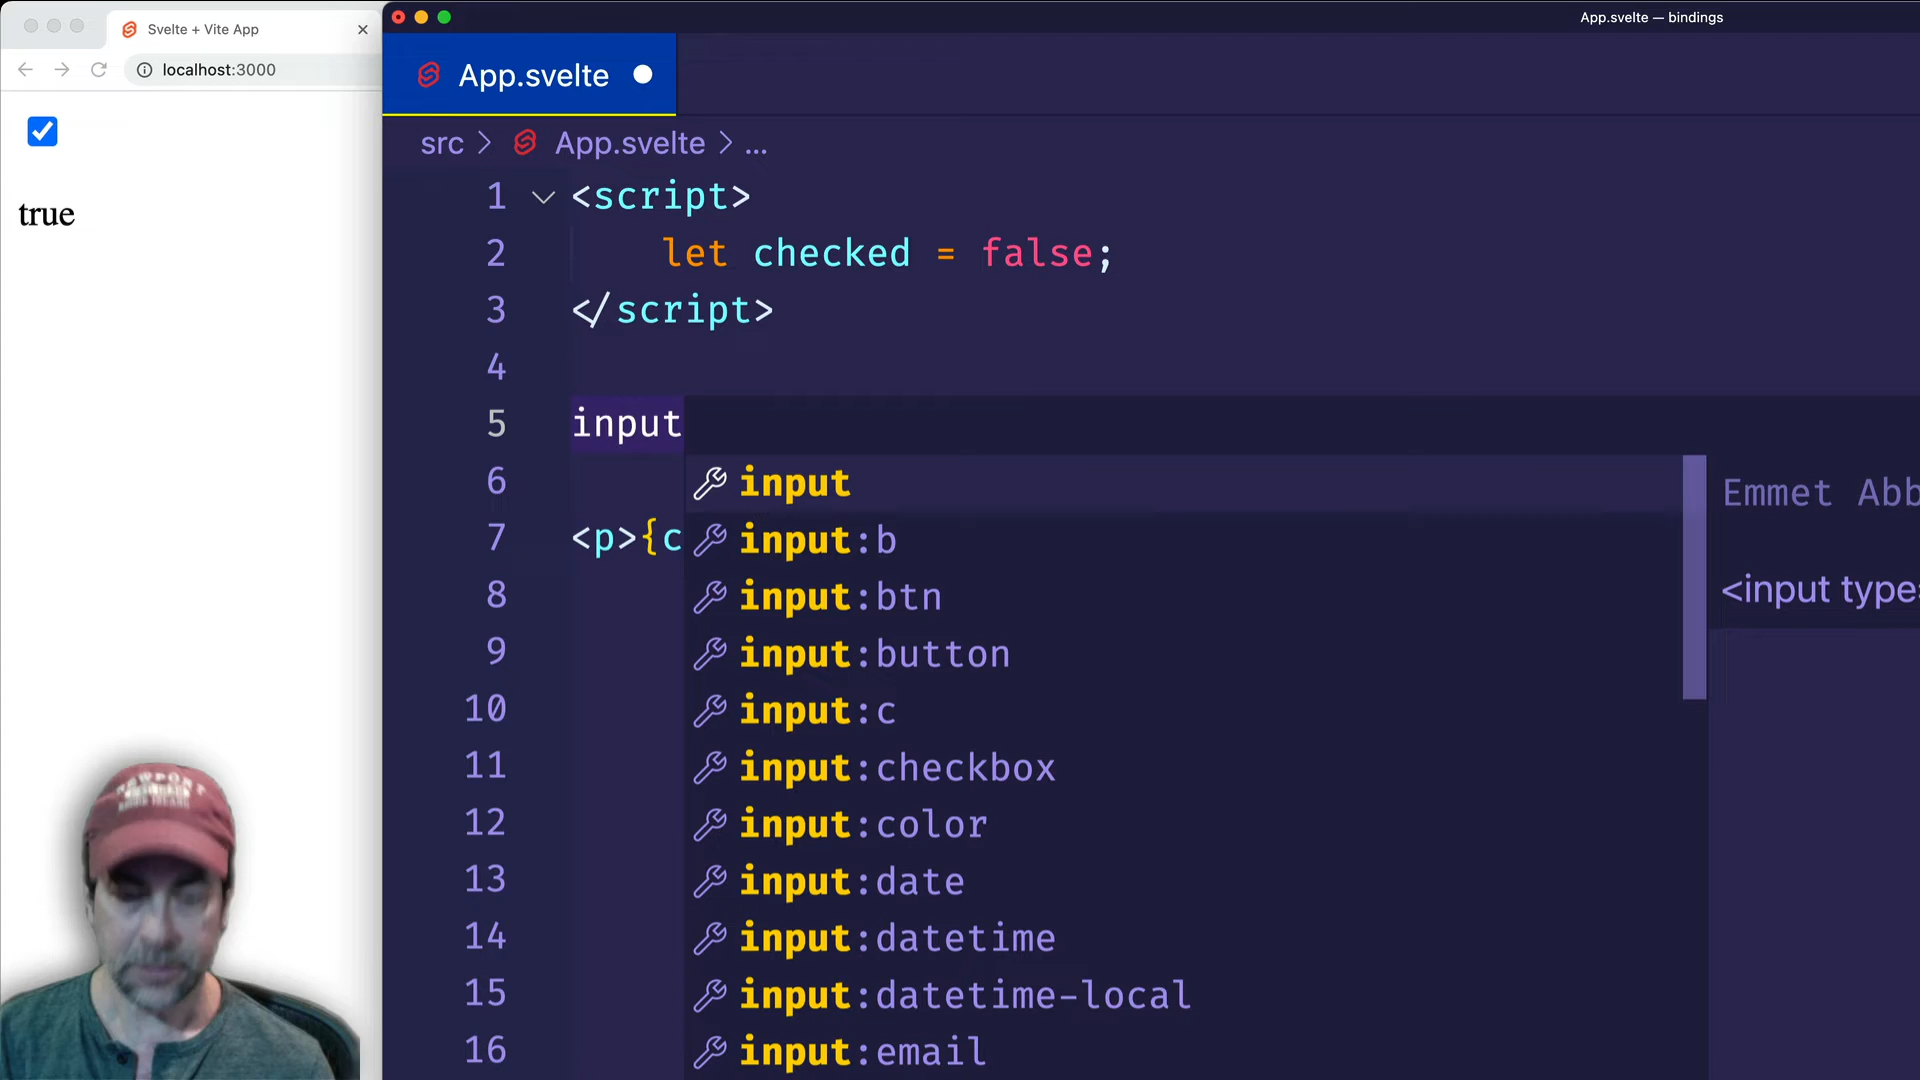 Svelte + Vite App
localhost:3000
true
App.svelte — bindings
App.svelte
src > App.svelte > ...
1 <script>
2 let checked = false;
3 </script>
4
5 input
6 input
7 <p>{c input:b
8 input:btn
9 input:button
10 input:c
11 input:checkbox
12 input:color
13 input:date
14 input:datetime
15 input:datetime-local
16 input:email
Emmet Abb
<input type=